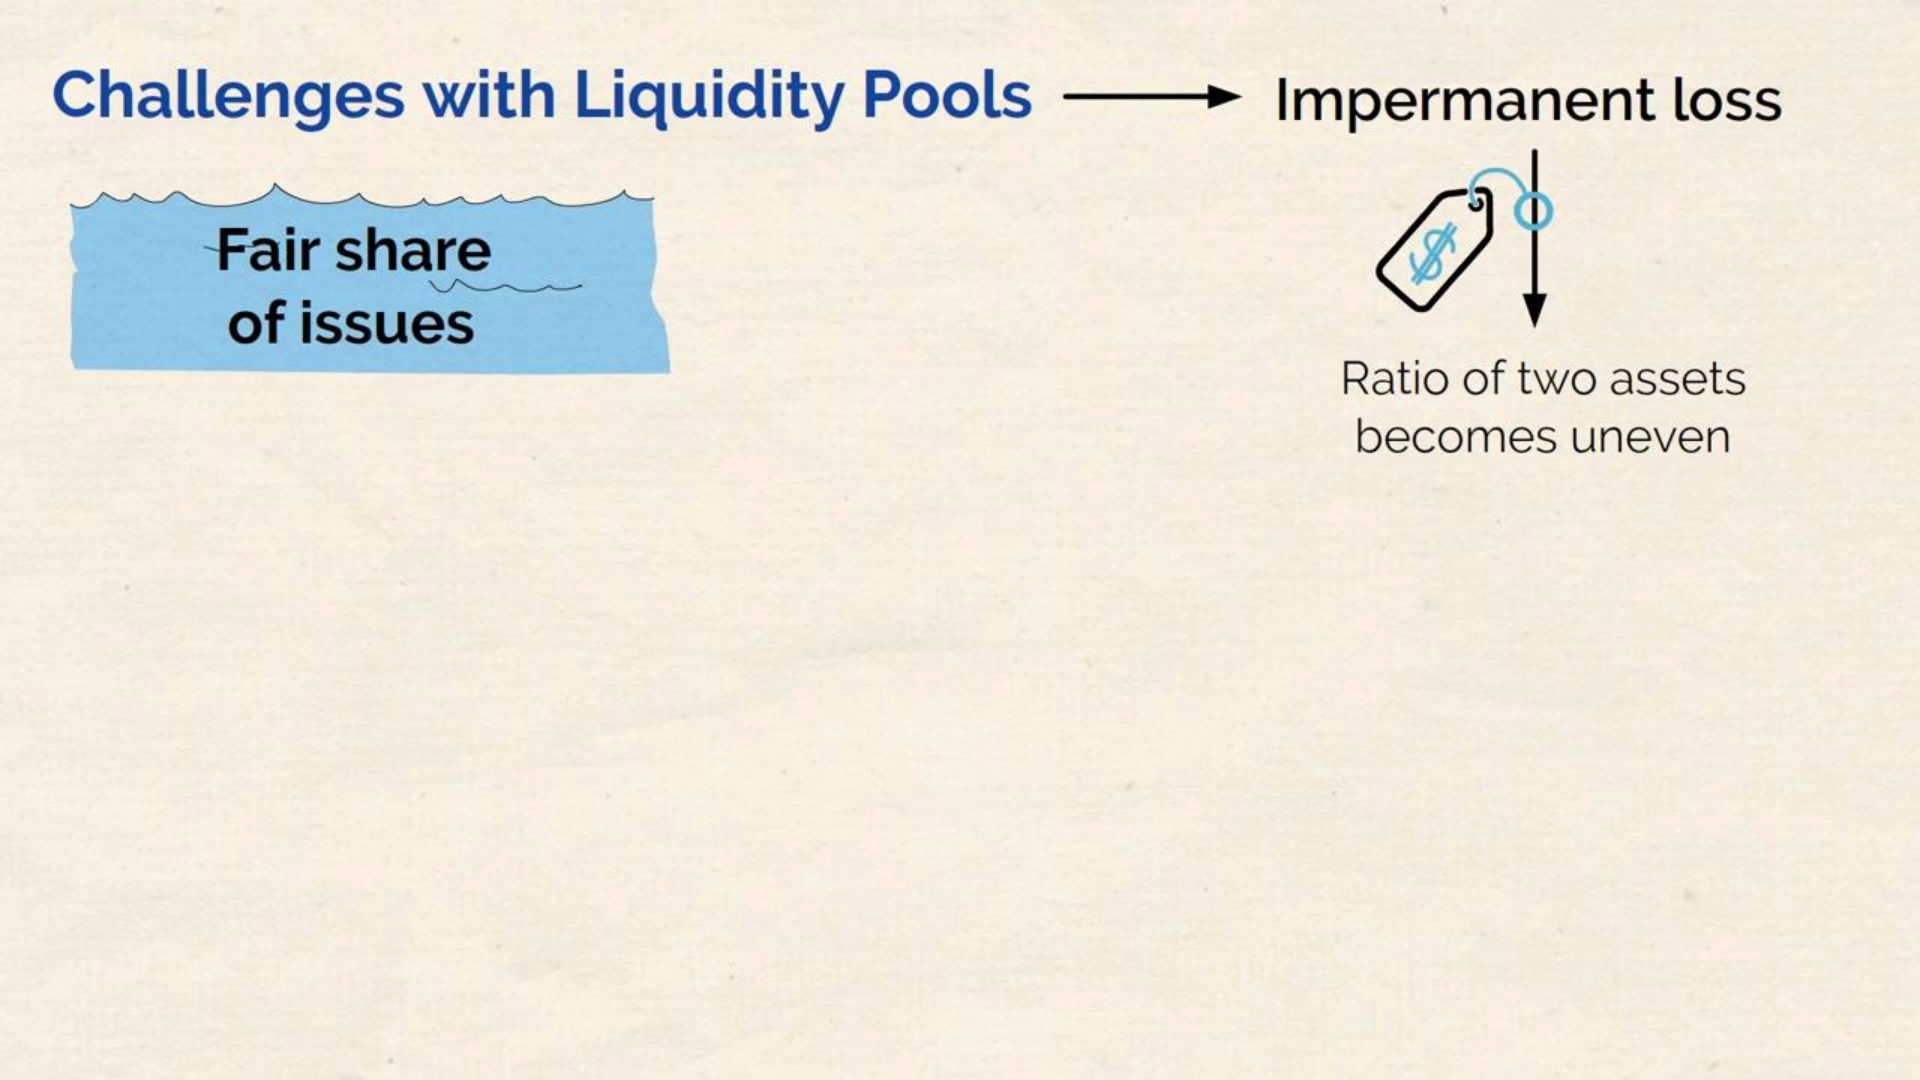 Challenges with Liquidity Pools
Impermanent loss
Fair share
of issues
$
Ratio of two assets
becomes uneven